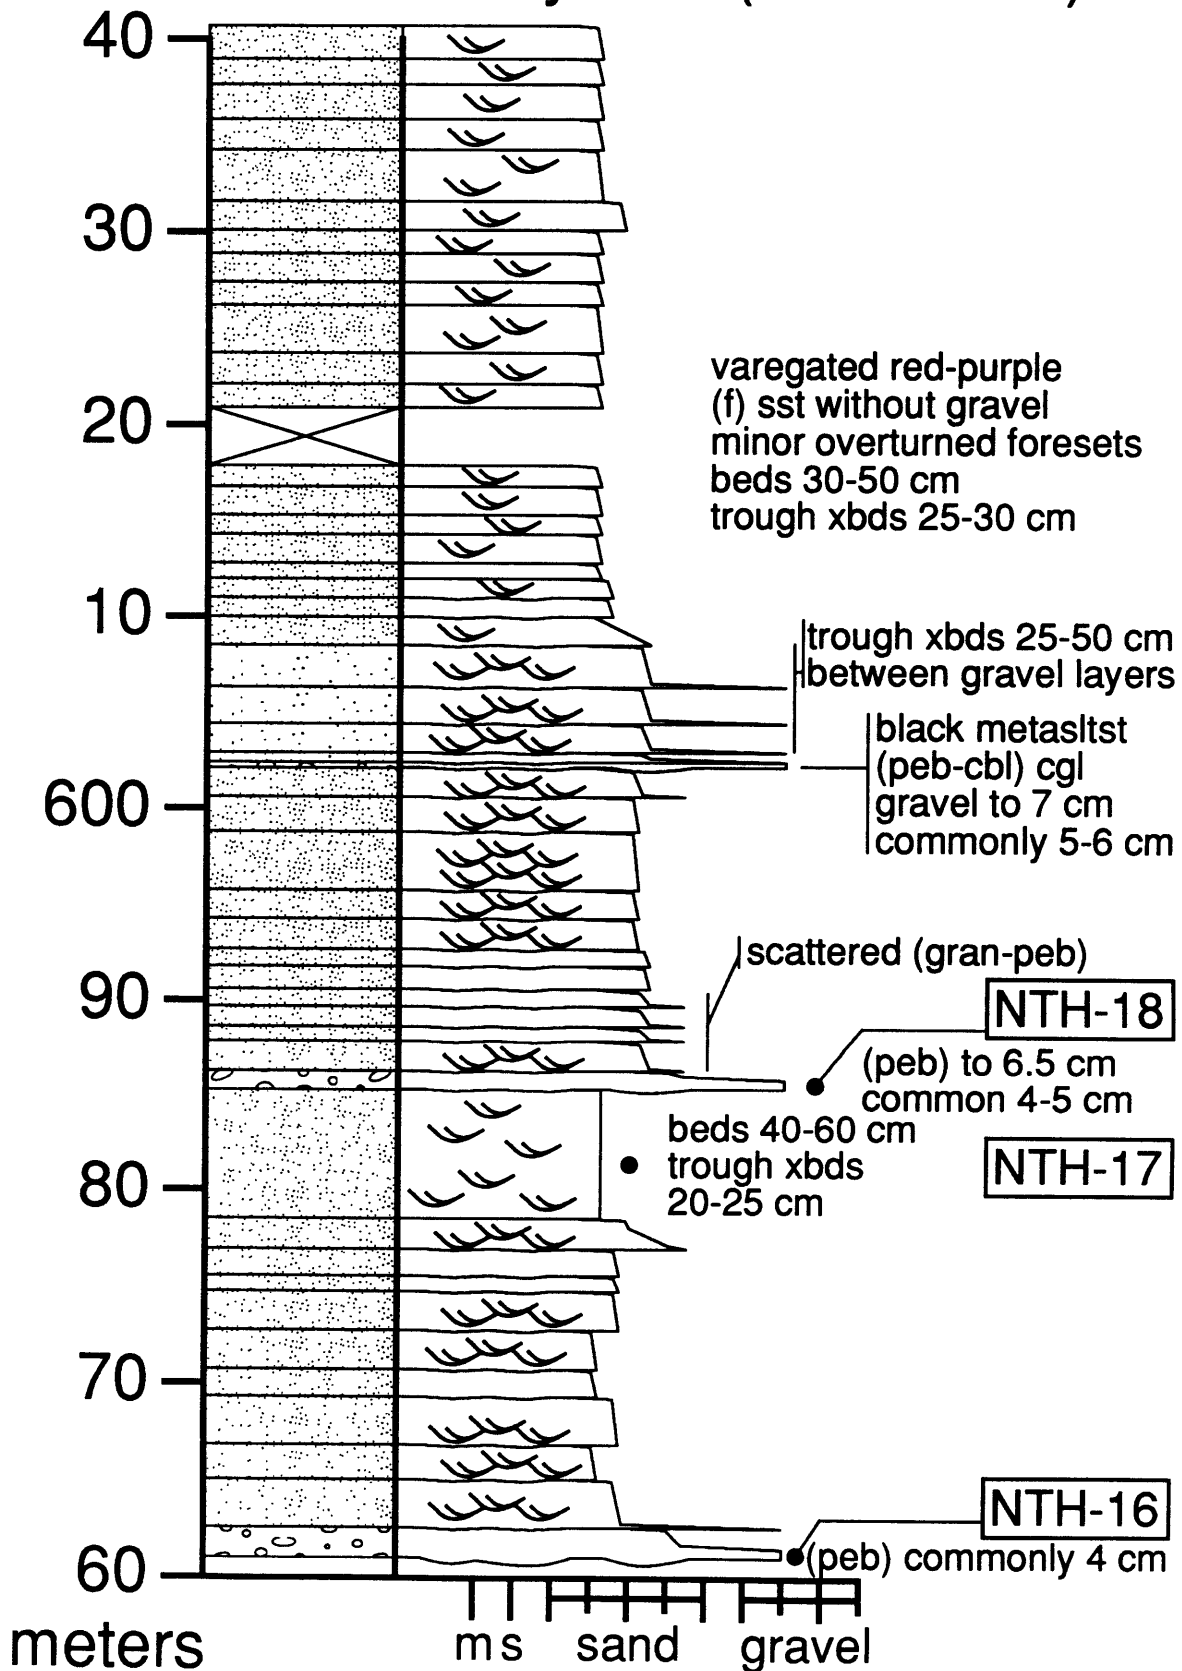 40
30
varegated red-purple
(f) sst without gravel
minor overturned foresets
beds 30-50 cm
trough xbds 25-30 cm
20
10
trough xbds 25-50 cm
between gravel layers
black metasltst
(peb-cbl) cgl
gravel to 7 cm
commonly 5-6 cm
600
scattered (gran-peb)
90
NTH-18
(peb) to 6.5 cm
common 4-5 cm
beds 40-60 cm
trough xbds
20-25 cm
NTH-17
80
70
NTH-16
(peb) commonly 4 cm
60
meters
m s sand gravel